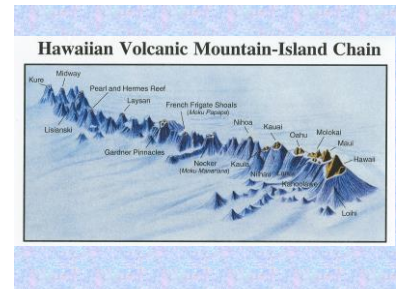 Hawaiian Volcanic Mountain-Island Chain
Kure
Midway
Pearl and Hermes Reef
Laysan
French Frigate Shoals
(Moku Papapa)
Nihoa
Kauai
Oahu
Molokai
Maui
Hawaii
Lisianski
Gardner Pinnacles
Necker
(Moku Manamana)
Kaula
Niihau
Lanai
Kahoolawe
Loihi